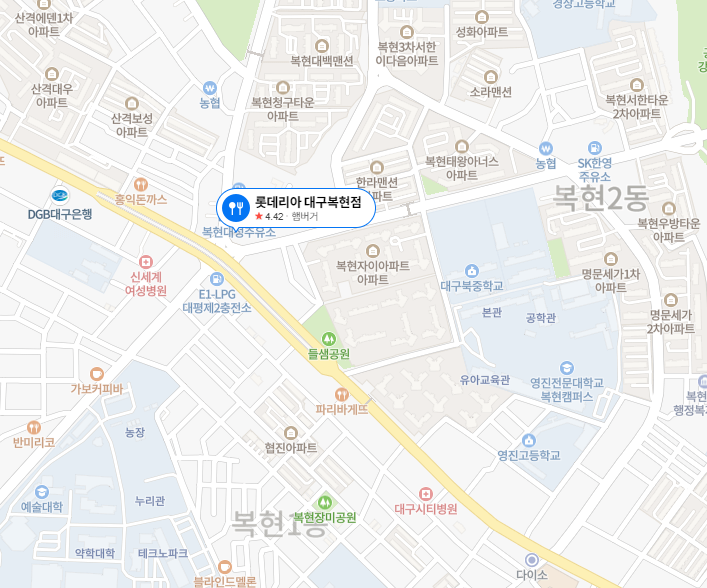 경상고등학교
산격에덴1차
아파트
복현3차서한
이다음아파트
성화아파트
복현대백맨션
산격대우
아파트
농협
복현청구타운
아파트
소라맨션
복현서한타운
2차아파트
산격보성
아파트
농협
SK한영
주유소
복현태왕아너스
아파트
한라맨션
아파트
홍익돈까스
DGB대구은행
롯데리아 대구복현점
4.42 · 햄버거
복현대성주유소
복현2동
복현우방타운
아파트
신세계
여성병원
복현자이아파트
아파트
대구북중학교
명문세가1차
아파트
E1-LPG
대평제2충전소
본관
공학관
명문세가
2차아파트
들샘공원
가보커피바
유아교육관
영진전문대학교
복현캠퍼스
파리바게뜨
반미리코
농장
협진아파트
영진고등학교
예술대학
누리관
대구시티병원
복현1동
복현장미공원
약학대학
테크노파크
블라인드멜론
다이소